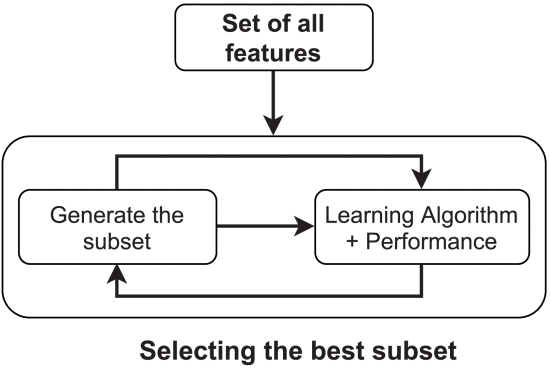 Set of all
features
Generate the
subset
Learning Algorithm
+ Performance
Selecting the best subset